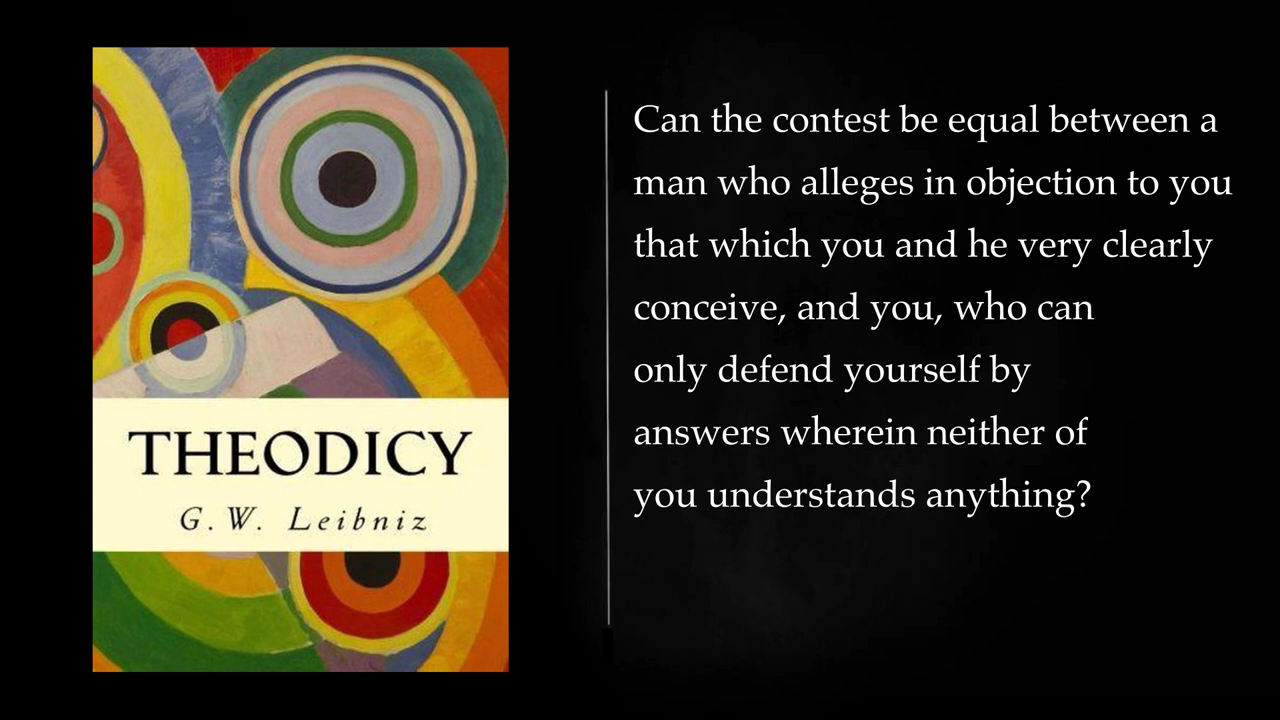 THEODICY
G. W. Leibniz
Can the contest be equal between a
man who alleges in objection to you
that which you and he very clearly
conceive, and you, who can
only defend yourself by
answers wherein neither of
you understands anything?